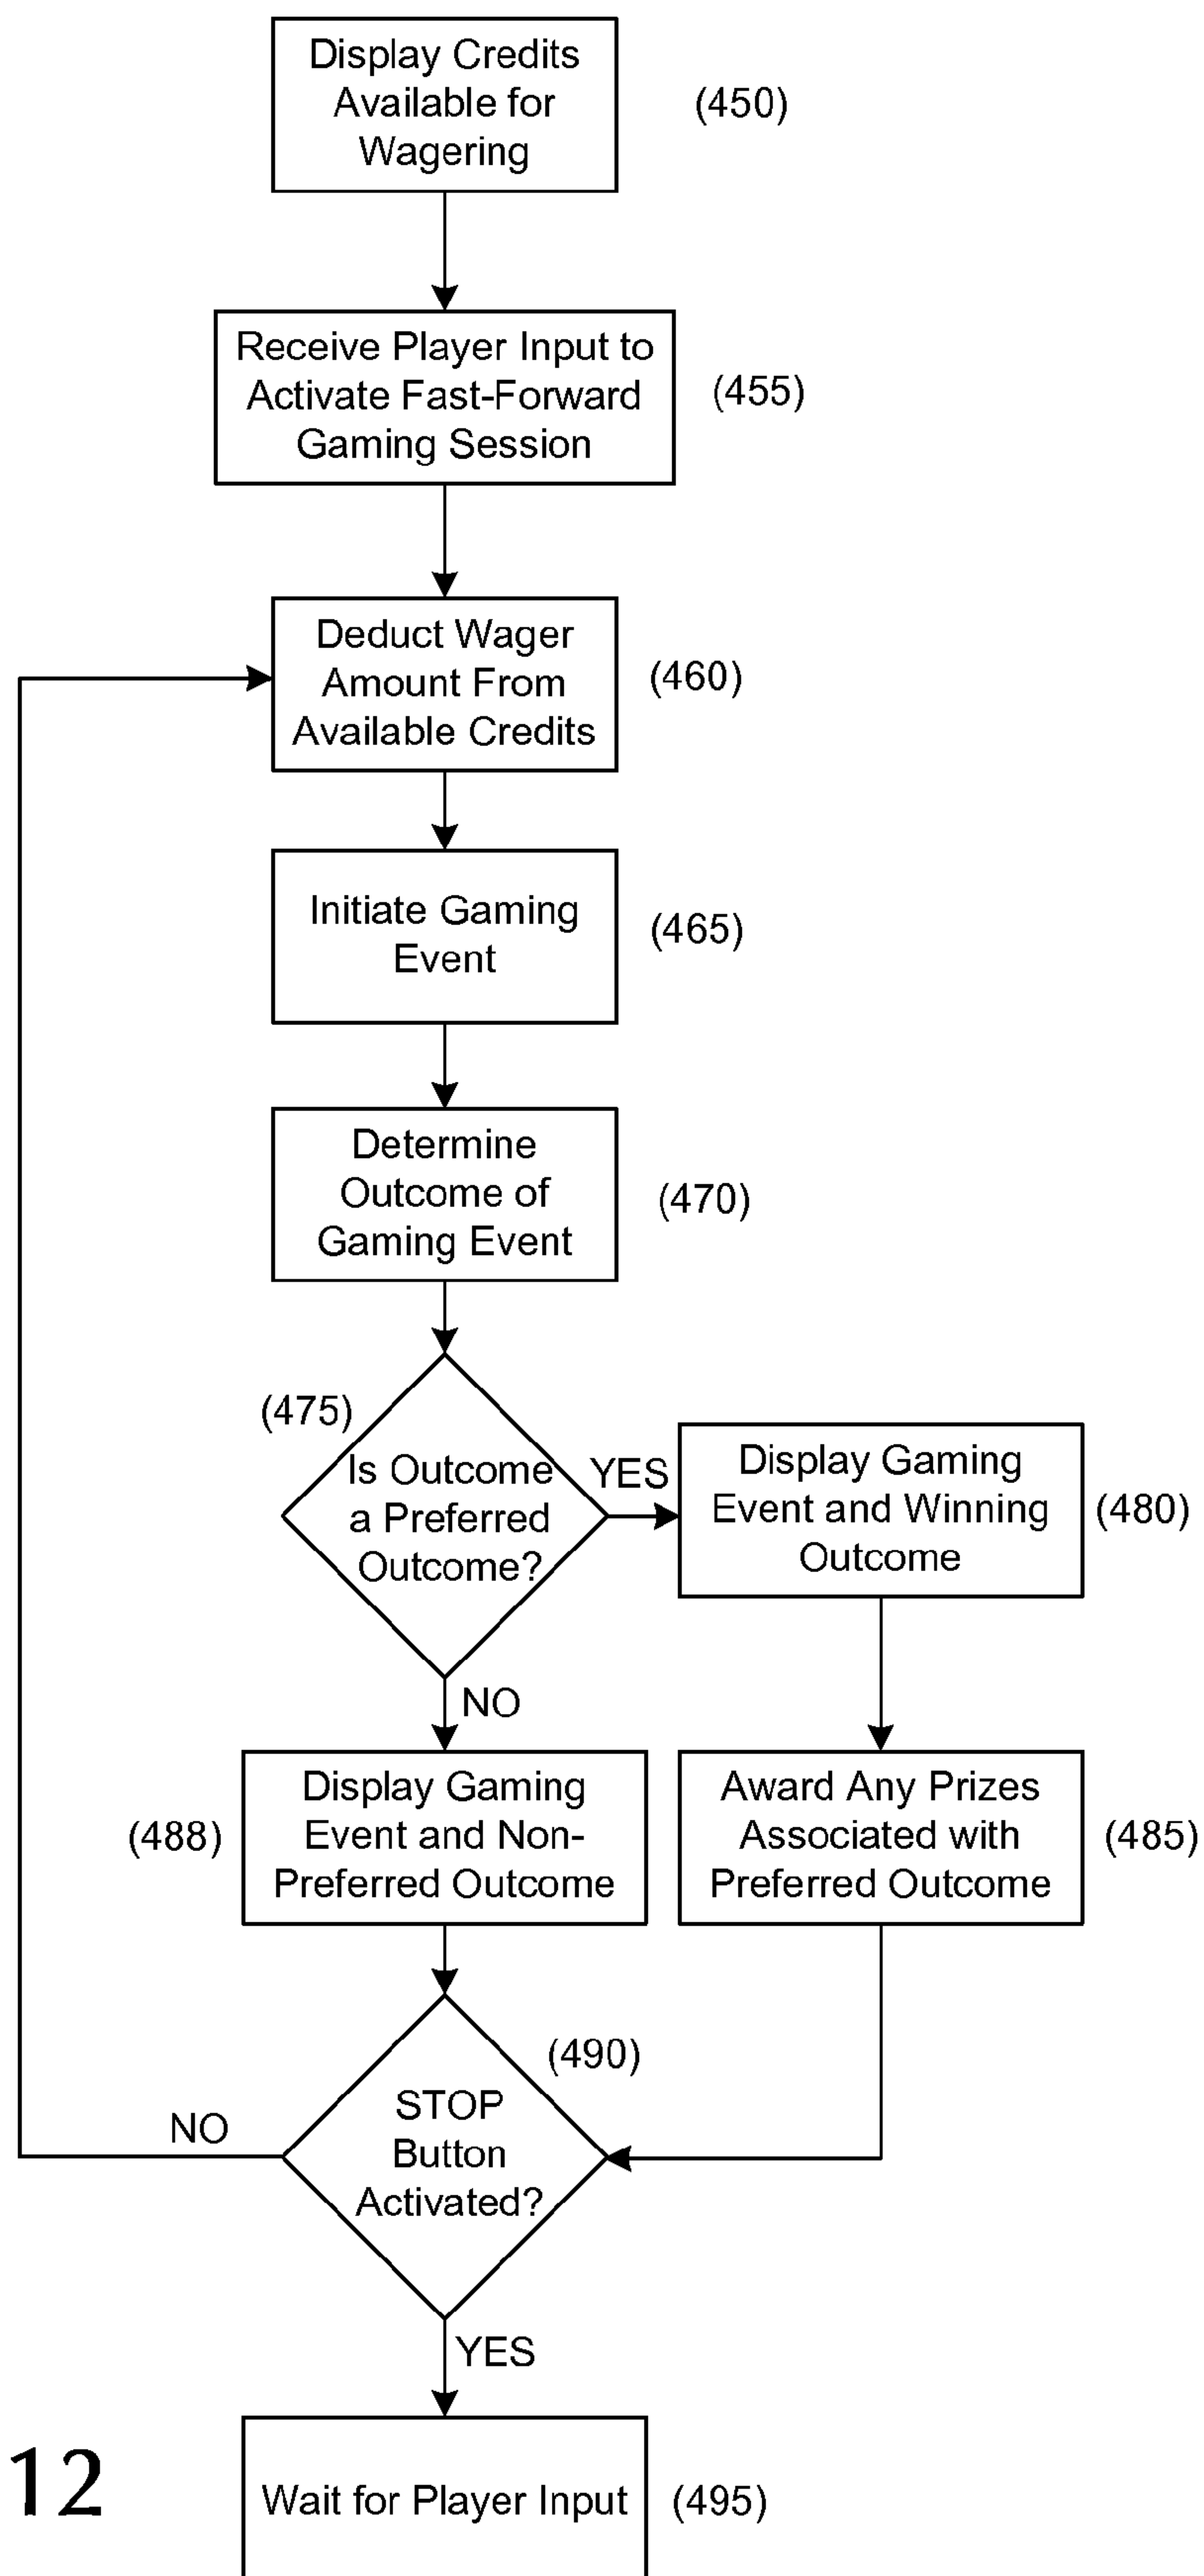 Display Credits
Available for
Wagering
(450)
Receive Player Input to
Activate Fast-Forward
Gaming Session
(455)
Deduct Wager
Amount From
Available Credits
(460)
Initiate Gaming
Event
(465)
Determine
Outcome of
Gaming Event
(470)
(475)
Is Outcome
a Preferred
Outcome?
YES
Display Gaming
Event and Winning
Outcome
(480)
NO
(488)
Display Gaming
Event and Non-
Preferred Outcome
Award Any Prizes
Associated with
Preferred Outcome
(485)
(490)
STOP
Button
Activated?
NO
YES
12
Wait for Player Input
(495)